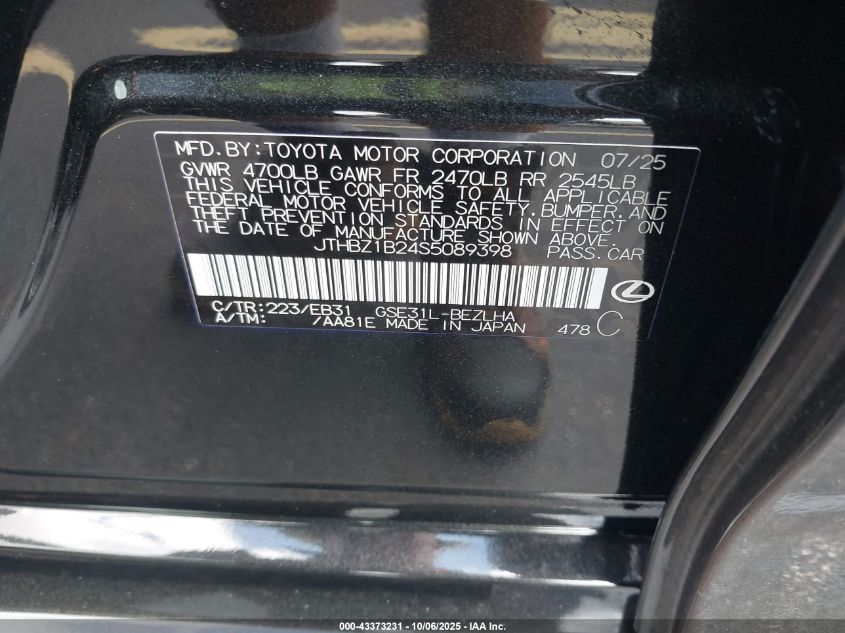 MFD. BY: TOYOTA MOTOR CORPORATION 07/25
GVWR 4700LB GAWR FR 2470LB RR 2545LB
THIS VEHICLE CONFORMS TO ALL APPLICABLE
FEDERAL MOTOR VEHICLE SAFETY, BUMPER, AND
THEFT PREVENTION STANDARDS IN EFFECT ON
THE DATE OF MANUFACTURE SHOWN ABOVE.
JTHBZ1B24S5089398 PASS. CAR
C/TR: 223/EB31 GSE31L-BEZLHA
A/TM: /AA81E MADE IN JAPAN 478 C
000-43373231 - 10/06/2025 - IAA Inc.